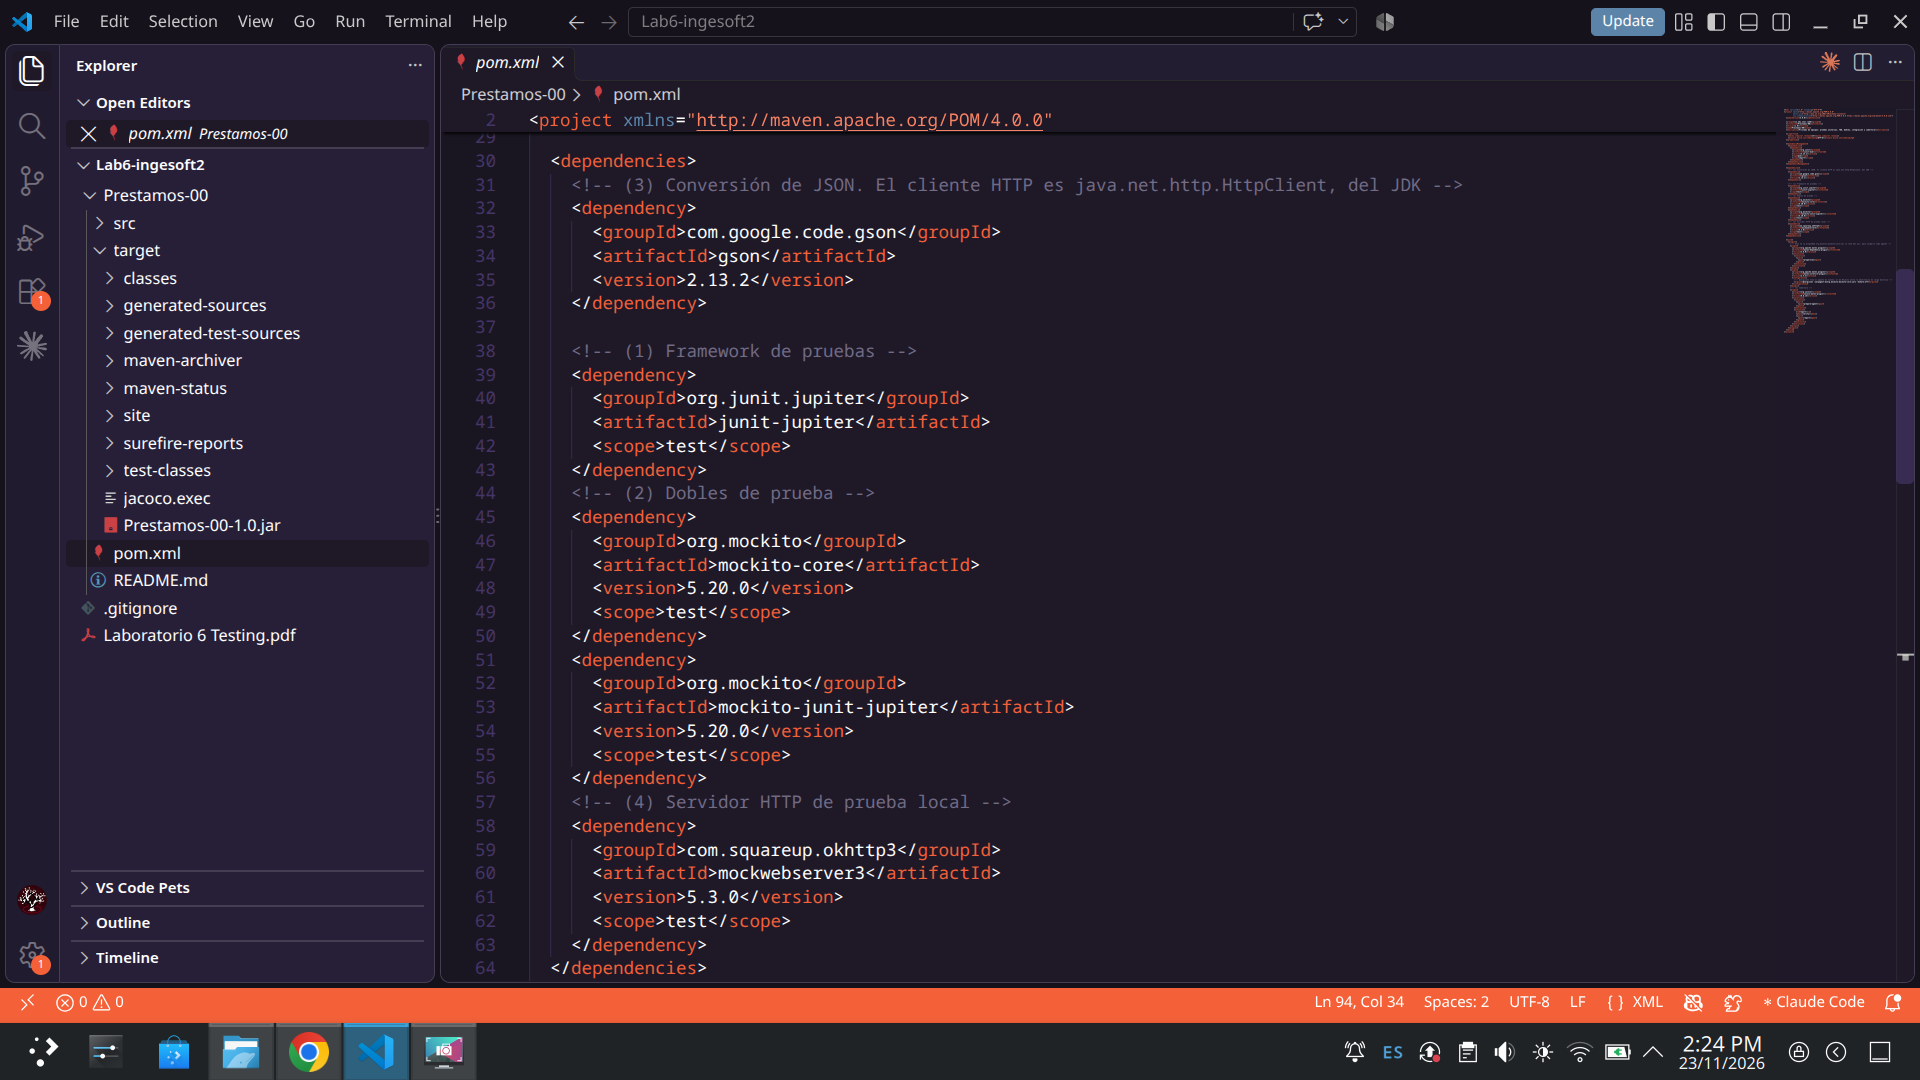 File Edit Selection View Go Run Terminal Help
Lab6-ingesoft2
Update
Explorer
Open Editors
pom.xml Prestamos-00
Lab6-ingesoft2
Prestamos-00
src
target
classes
generated-sources
generated-test-sources
maven-archiver
maven-status
site
surefire-reports
test-classes
jacoco.exec
Prestamos-00-1.0.jar
pom.xml
README.md
.gitignore
Laboratorio 6 Testing.pdf
VS Code Pets
Outline
Timeline
1
1
pom.xml
Prestamos-00 > pom.xml
2 <project xmlns="http://maven.apache.org/POM/4.0.0"
29
30 <dependencies>
31 <!-- (3) Conversión de JSON. El cliente HTTP es java.net.http.HttpClient, del JDK -->
32 <dependency>
33 <groupId>com.google.code.gson</groupId>
34 <artifactId>gson</artifactId>
35 <version>2.13.2</version>
36 </dependency>
37
38 <!-- (1) Framework de pruebas -->
39 <dependency>
40 <groupId>org.junit.jupiter</groupId>
41 <artifactId>junit-jupiter</artifactId>
42 <scope>test</scope>
43 </dependency>
44 <!-- (2) Dobles de prueba -->
45 <dependency>
46 <groupId>org.mockito</groupId>
47 <artifactId>mockito-core</artifactId>
48 <version>5.20.0</version>
49 <scope>test</scope>
50 </dependency>
51 <dependency>
52 <groupId>org.mockito</groupId>
53 <artifactId>mockito-junit-jupiter</artifactId>
54 <version>5.20.0</version>
55 <scope>test</scope>
56 </dependency>
57 <!-- (4) Servidor HTTP de prueba local -->
58 <dependency>
59 <groupId>com.squareup.okhttp3</groupId>
60 <artifactId>mockwebserver3</artifactId>
61 <version>5.3.0</version>
62 <scope>test</scope>
63 </dependency>
64 </dependencies>
0 0
Ln 94, Col 34 Spaces: 2 UTF-8 LF { } XML Claude Code
ES
2:24 PM
23/11/2026